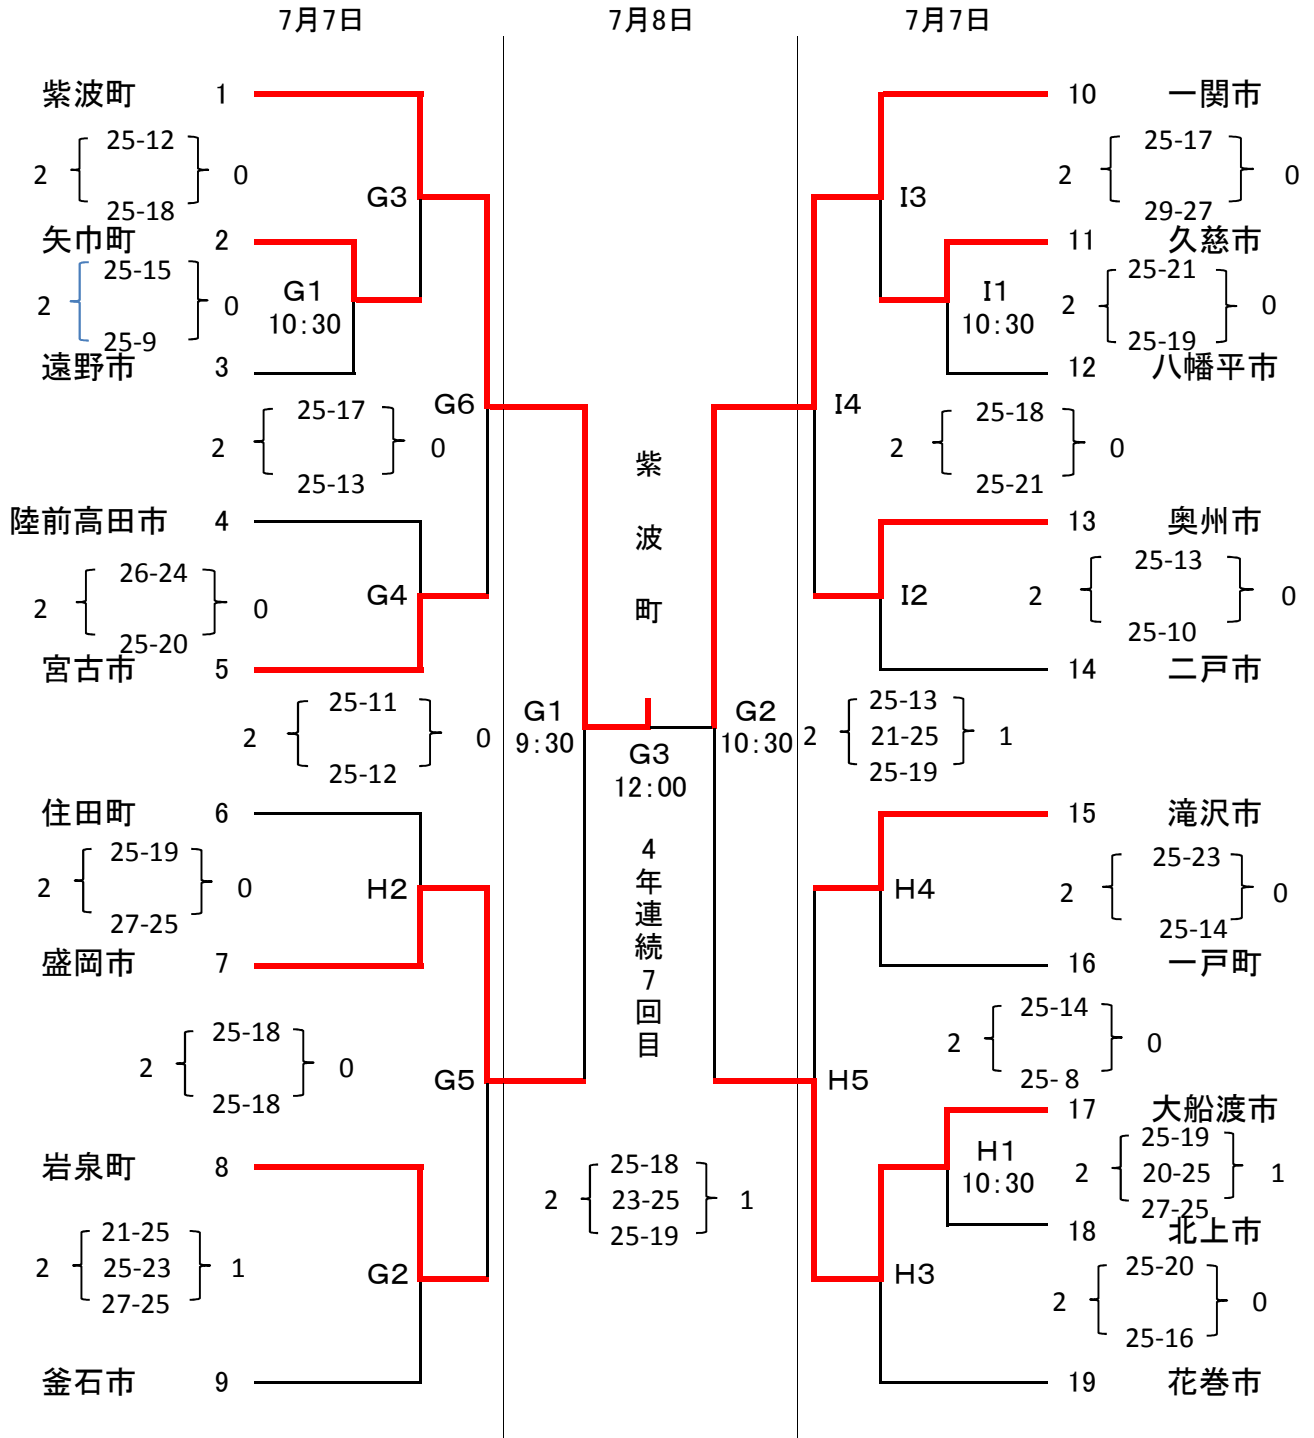 7月7日 7月8日 7月7日
紫波町 1 10 一関市
25-12 25-17
2 0 G3 I3 2 0
25-18 29-27
矢巾町 2 11 久慈市
25-15 25-21
2 0 G1 I1 2 0
10:30 10:30
25-9 25-19
遠野市 3 12 八幡平市
25-17 G6 I4 25-18
2 0 2 0
25-13 25-21
紫波町
陸前高田市 4 13 奥州市
26-24 25-13
2 0 G4 I2 2 0
25-20 25-10
宮古市 5 14 二戸市
25-11 25-13
2 0 G1 G2 2 21-25 1
9:30 10:30
25-12 25-19
G3
12:00
住田町 6 15 滝沢市
25-19 25-23
2 0 H2 H4 2 0
27-25 25-14
盛岡市 7 16 一戸町
4年連続7回目
25-18 25-14
2 0 2 0
25-18 G5 H5 25- 8
17 大船渡市
岩泉町 8 H1 25-19
10:30 2 20-25 1
27-25
25-18
2 23-25 1
25-19
18 北上市
21-25 25-20
2 25-23 1 G2 H3 2 0
27-25 25-16
釜石市 9 19 花巻市